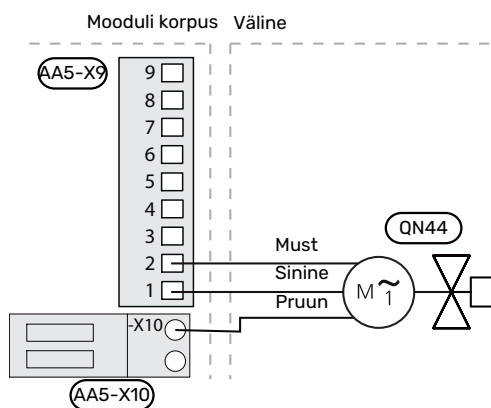 Mooduli korpus Väline
AA5-X9
9
8
7
6
5
4
3
2
1
QN44
Must
Sinine
Pruun
M ~ 1
-X10
AA5-X10